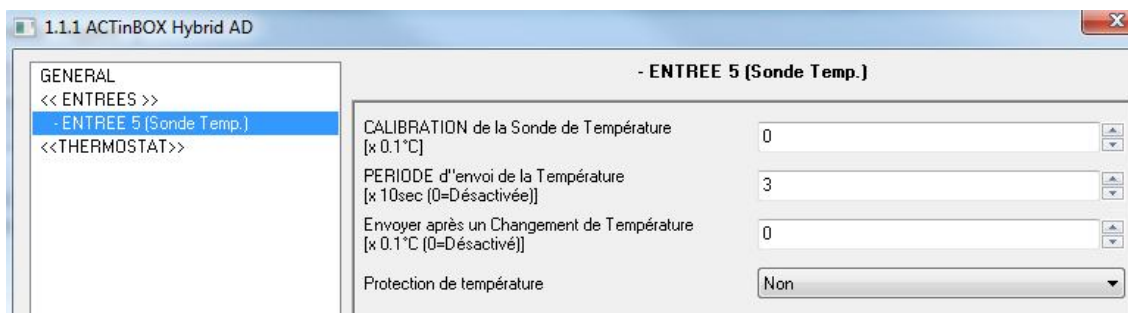 1.1.1 ACTinBOX Hybrid AD
X
GENERAL
<< ENTREES >>
- ENTREE 5 (Sonde Temp.)
<<THERMOSTAT>>
- ENTREE 5 (Sonde Temp.)
CALIBRATION de la Sonde de Température
[x 0.1°C]
0
PERIODE d''envoi de la Température
[x 10sec (0=Désactivée)]
3
Envoyer après un Changement de Température
[x 0.1°C (0=Désactivé)]
0
Protection de température
Non